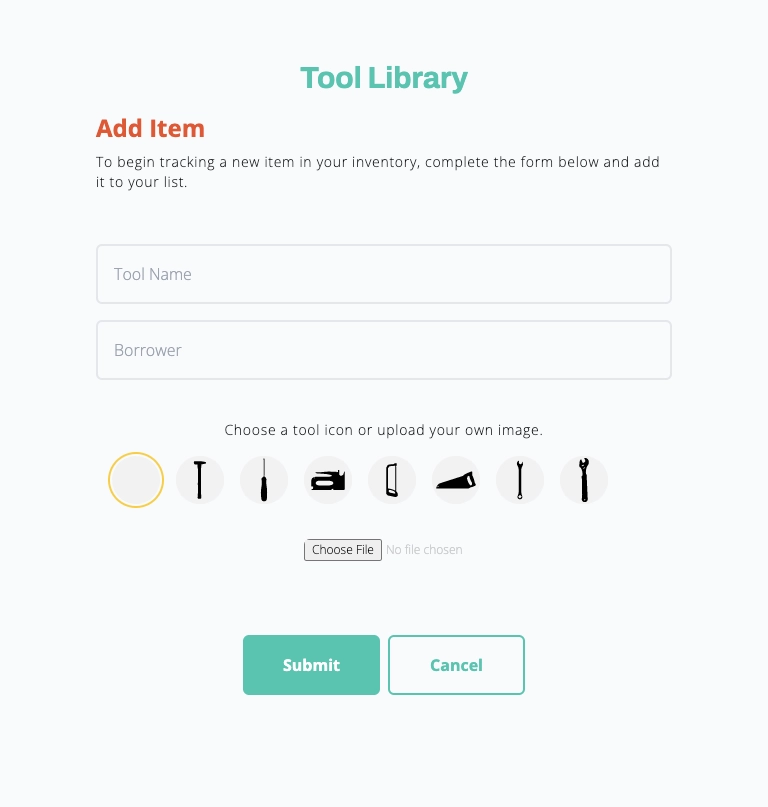 Tool Library
Add Item
To begin tracking a new item in your inventory, complete the form below and add
it to your list.
Tool Name
Borrower
Choose a tool icon or upload your own image.
Choose File No file chosen
Submit
Cancel